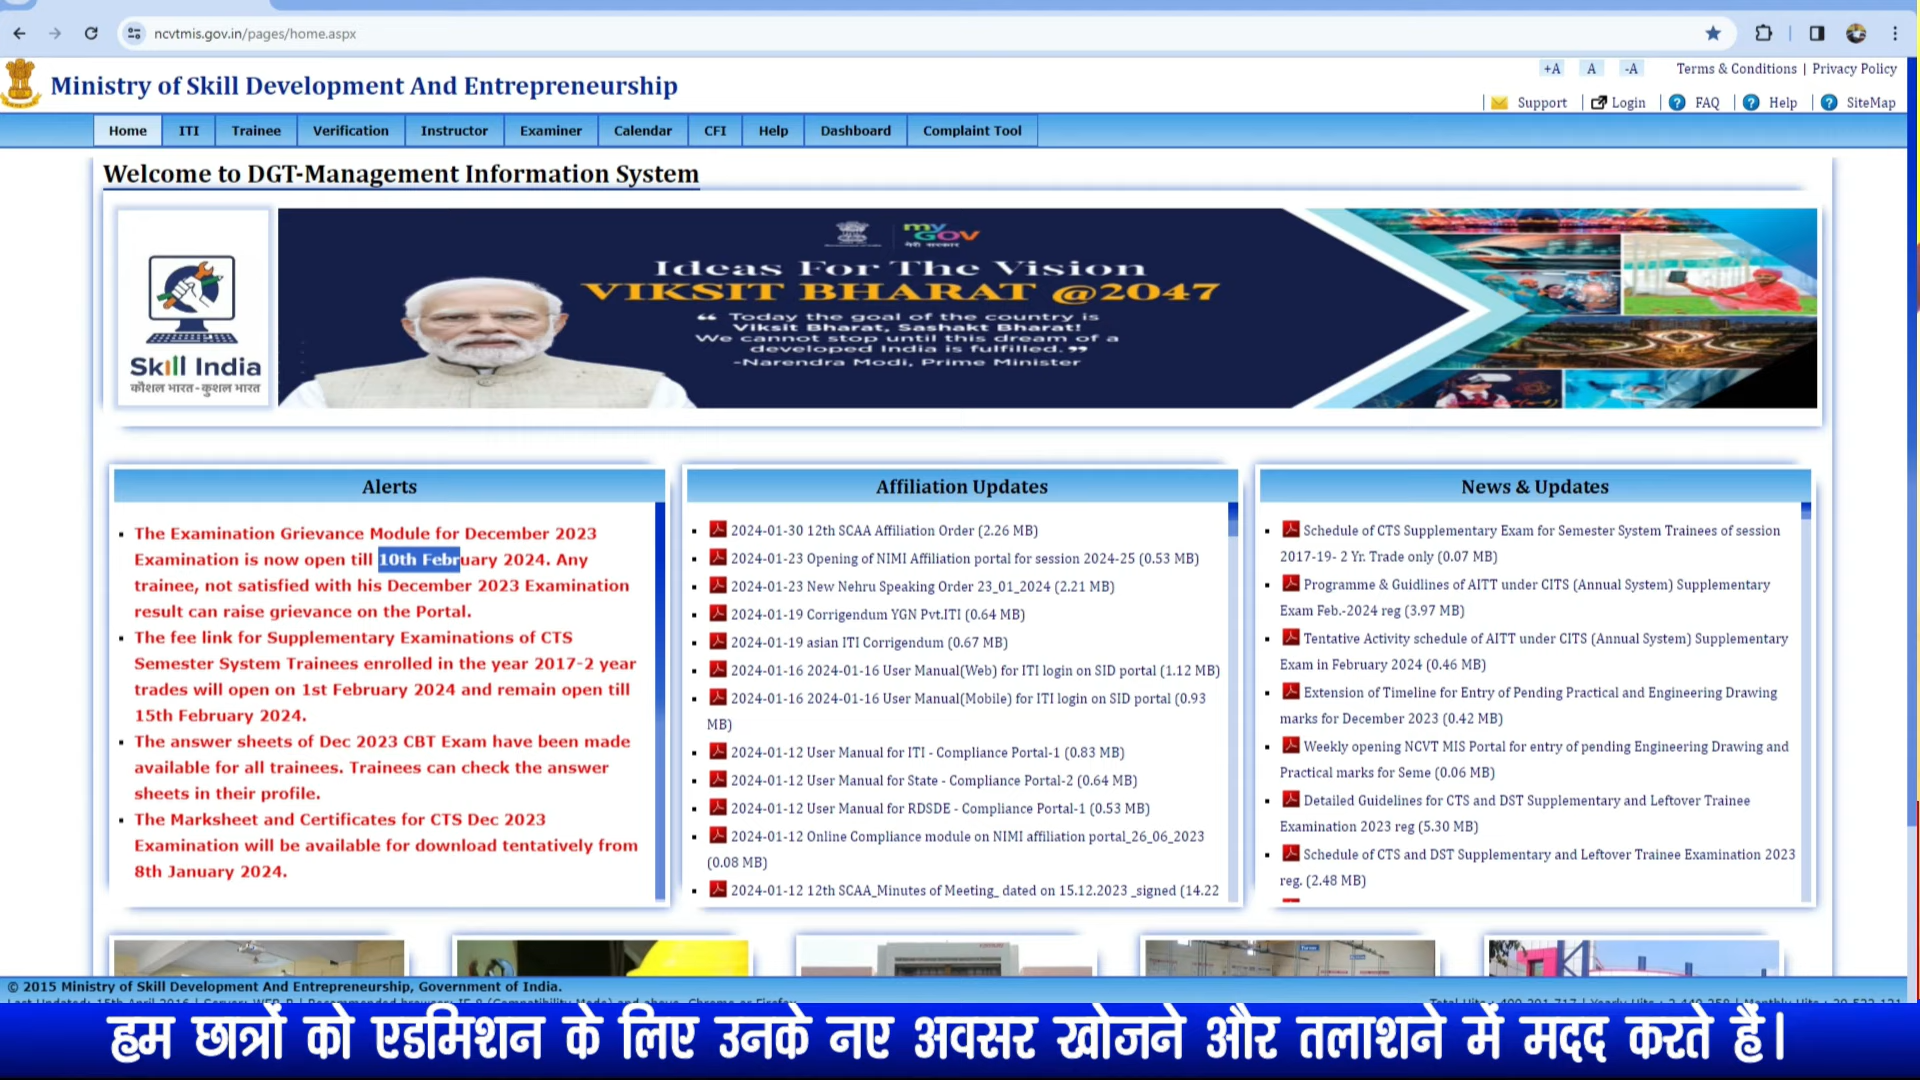 ncvtmis.gov.in/pages/home.aspx
+A A -A Terms & Conditions | Privacy Policy
Ministry of Skill Development And Entrepreneurship
| Support | Login | FAQ | Help | SiteMap
Home ITI Trainee Verification Instructor Examiner Calendar CFI Help Dashboard Complaint Tool
Welcome to DGT-Management Information System
my GOV
मेरी सरकार
Ideas For The Vision
VIKSIT BHARAT @2047
“ Today the goal of the country is
Viksit Bharat, Sashakt Bharat!
We cannot stop until this dream of a
developed India is fulfilled. ”
-Narendra Modi, Prime Minister
Skill India
कौशल भारत - कुशल भारत
Alerts
The Examination Grievance Module for December 2023
Examination is now open till 10th February 2024. Any
trainee, not satisfied with his December 2023 Examination
result can raise grievance on the Portal.
The fee link for Supplementary Examinations of CTS
Semester System Trainees enrolled in the year 2017-2 year
trades will open on 1st February 2024 and remain open till
15th February 2024.
The answer sheets of Dec 2023 CBT Exam have been made
available for all trainees. Trainees can check the answer
sheets in their profile.
The Marksheet and Certificates for CTS Dec 2023
Examination will be available for download tentatively from
8th January 2024.
Affiliation Updates
2024-01-30 12th SCAA Affiliation Order (2.26 MB)
2024-01-23 Opening of NIMI Affiliation portal for session 2024-25 (0.53 MB)
2024-01-23 New Nehru Speaking Order 23_01_2024 (2.21 MB)
2024-01-19 Corrigendum YGN Pvt.ITI (0.64 MB)
2024-01-19 asian ITI Corrigendum (0.67 MB)
2024-01-16 2024-01-16 User Manual(Web) for ITI login on SID portal (1.12 MB)
2024-01-16 2024-01-16 User Manual(Mobile) for ITI login on SID portal (0.93
MB)
2024-01-12 User Manual for ITI - Compliance Portal-1 (0.83 MB)
2024-01-12 User Manual for State - Compliance Portal-2 (0.64 MB)
2024-01-12 User Manual for RDSDE - Compliance Portal-1 (0.53 MB)
2024-01-12 Online Compliance module on NIMI affiliation portal_26_06_2023
(0.08 MB)
2024-01-12 12th SCAA_Minutes of Meeting_ dated on 15.12.2023 _signed (14.22
News & Updates
Schedule of CTS Supplementary Exam for Semester System Trainees of session
2017-19- 2 Yr. Trade only (0.07 MB)
Programme & Guidlines of AITT under CITS (Annual System) Supplementary
Exam Feb.-2024 reg (3.97 MB)
Tentative Activity schedule of AITT under CITS (Annual System) Supplementary
Exam in February 2024 (0.46 MB)
Extension of Timeline for Entry of Pending Practical and Engineering Drawing
marks for December 2023 (0.42 MB)
Weekly opening NCVT MIS Portal for entry of pending Engineering Drawing and
Practical marks for Seme (0.06 MB)
Detailed Guidelines for CTS and DST Supplementary and Leftover Trainee
Examination 2023 reg (5.30 MB)
Schedule of CTS and DST Supplementary and Leftover Trainee Examination 2023
reg. (2.48 MB)
© 2015 Ministry of Skill Development And Entrepreneurship, Government of India.
हम छात्रों को एडमिशन के लिए उनके नए अवसर खोजने और तलाशने में मदद करते हैं।